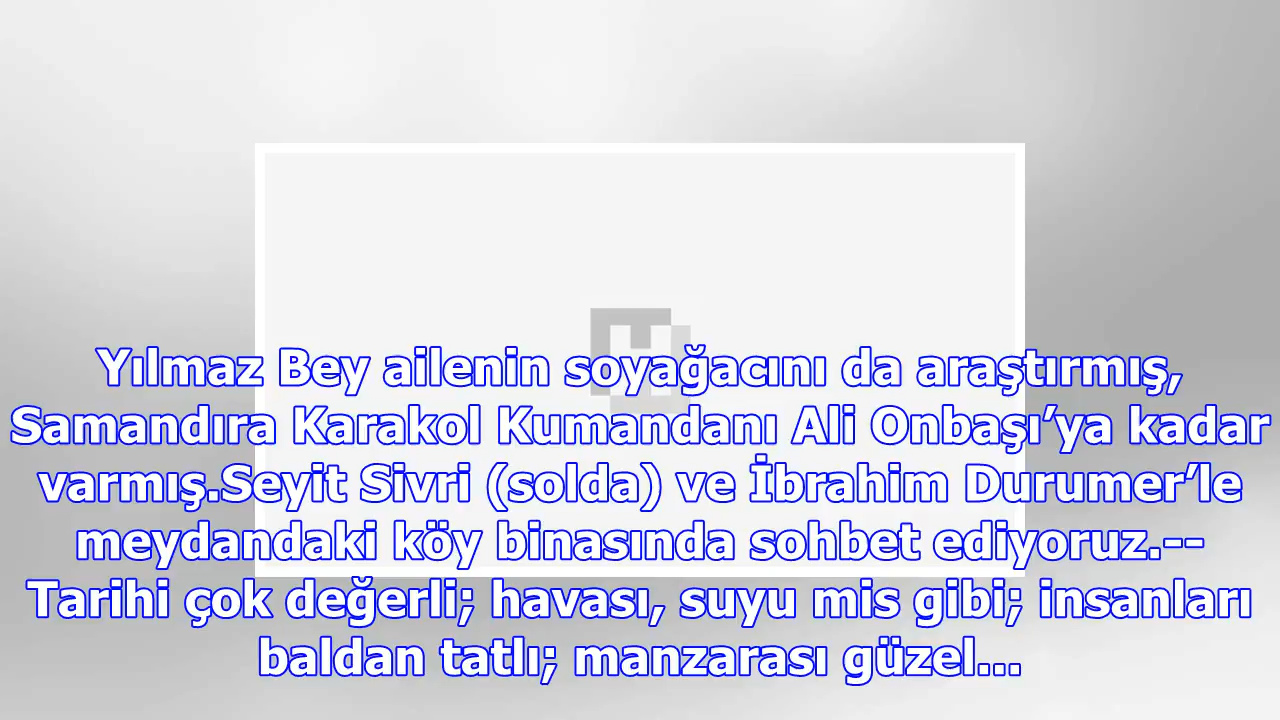 Yılmaz Bey ailenin soyağacını da araştırmış,
Samandıra Karakol Kumandanı Ali Onbaşı’ya kadar
varmış.Seyit Sivri (solda) ve İbrahim Durumer’le
meydandaki köy binasında sohbet ediyoruz.--
Tarihi çok değerli; havası, suyu mis gibi; insanları
baldan tatlı; manzarası güzel...